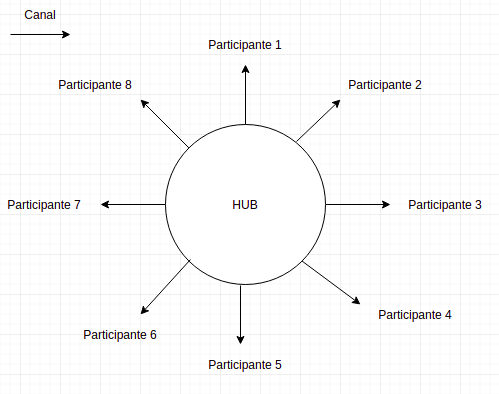 Canal
Participante 1
Participante 8
Participante 2
Participante 7
HUB
Participante 3
Participante 4
Participante 6
Participante 5